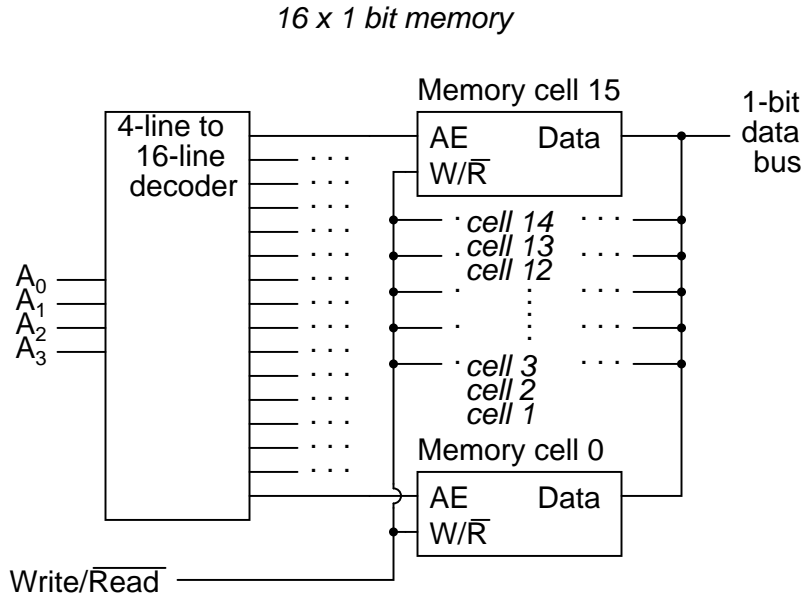 16 x 1 bit memory
Memory cell 15
4-line to
16-line
decoder
AE Data
W/R̅
1-bit
data
bus
. . .
. . .
. . .
. . .
. . .
. . .
. . .
. . .
. . .
. . .
. . .
. . .
. . .
. . .
. cell 14 . . .
. cell 13 . . .
cell 12
. . . .
. . . .
. cell 3 . . .
cell 2
cell 1
A₀
A₁
A₂
A₃
Memory cell 0
AE Data
W/R̅
Write/R̅e̅a̅d̅